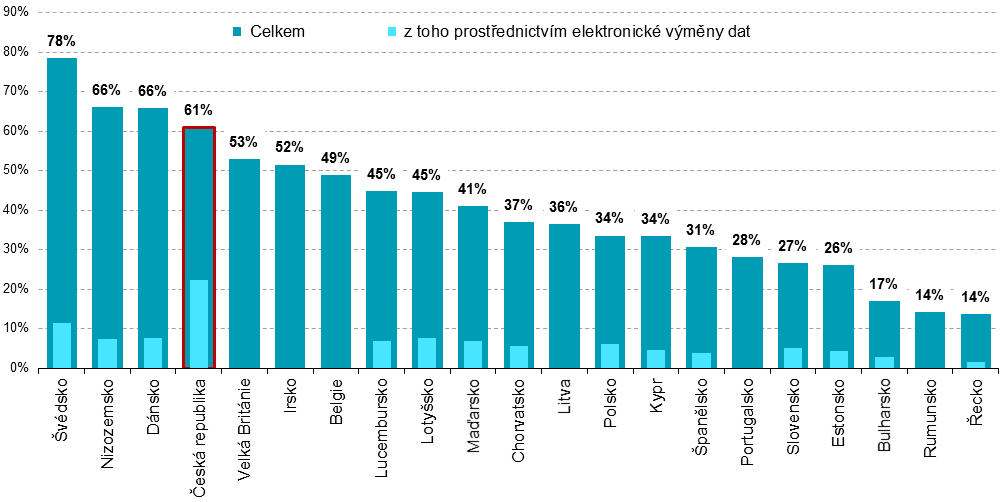 90%
80%
70%
60%
50%
40%
30%
20%
10%
0%
Celkem
z toho prostřednictvím elektronické výměny dat
78%
66%
66%
61%
53%
52%
49%
45%
45%
41%
37%
36%
34%
34%
31%
28%
27%
26%
17%
14%
14%
Švédsko
Nizozemsko
Dánsko
Česká republika
Velká Británie
Irsko
Belgie
Lucembursko
Lotyšsko
Maďarsko
Chorvatsko
Litva
Polsko
Kypr
Španělsko
Portugalsko
Slovensko
Estonsko
Bulharsko
Rumunsko
Řecko